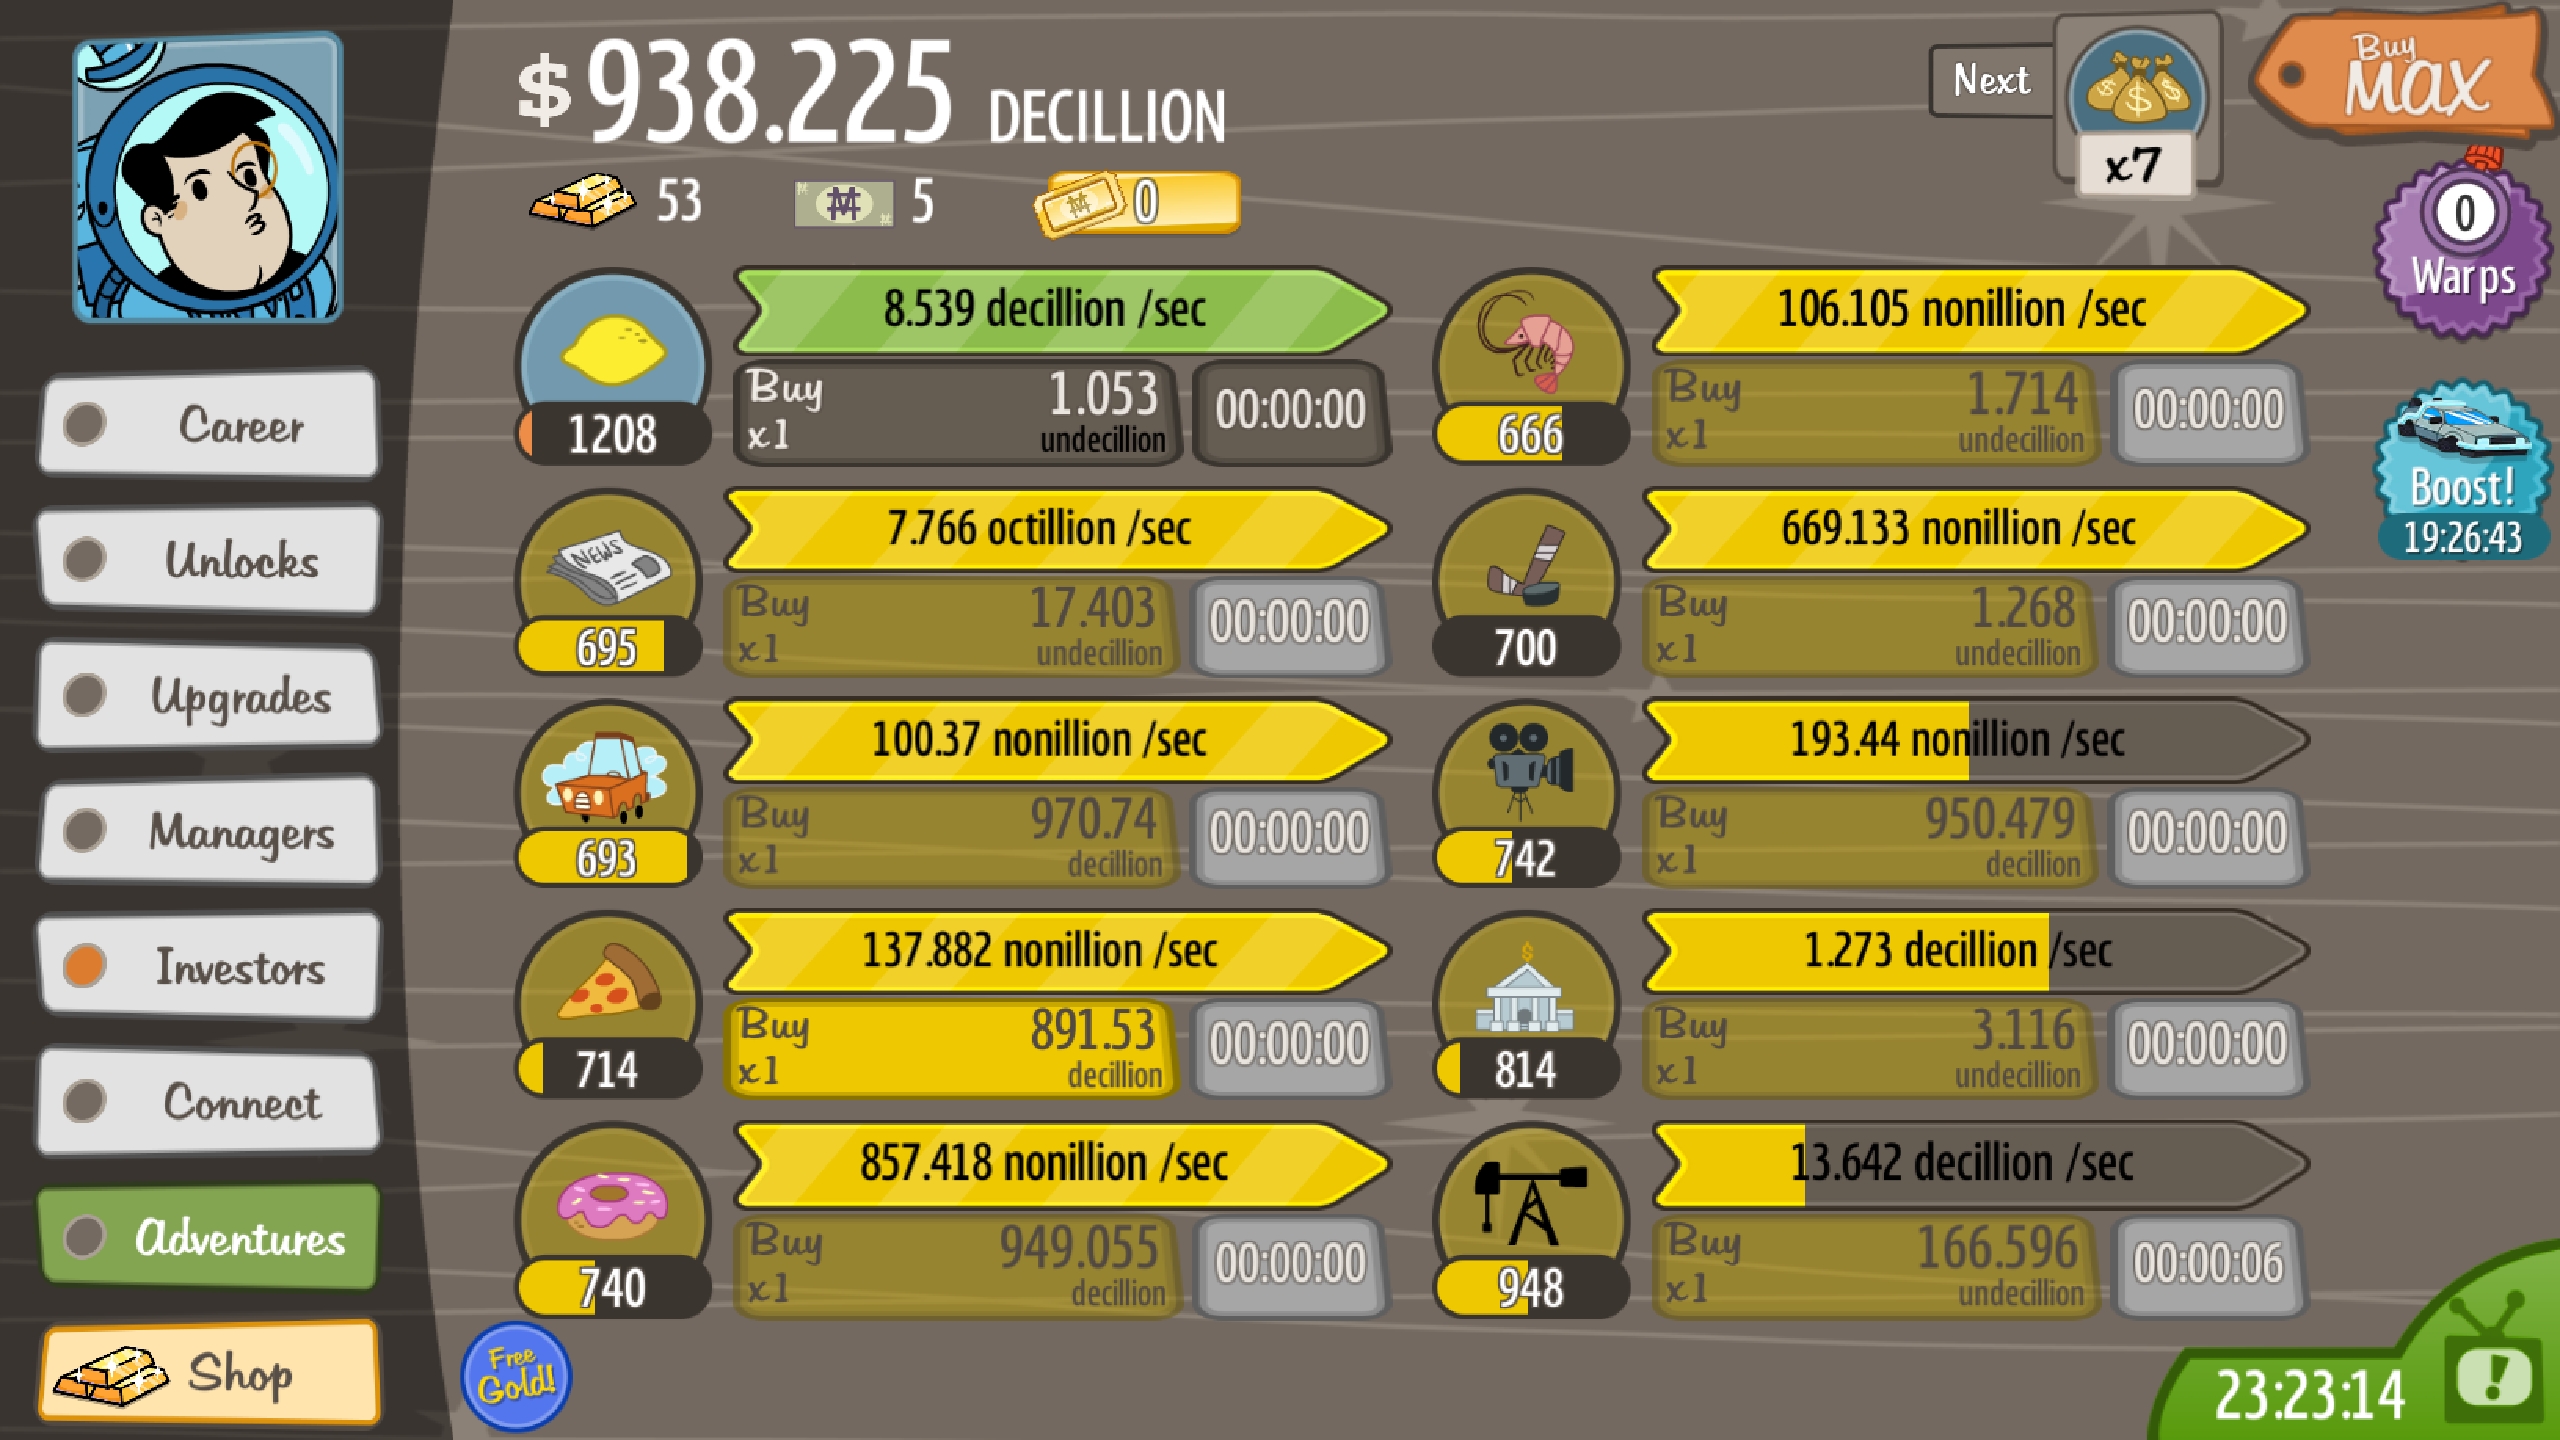 $938.225 DECILLION
53
5
0
Next
x7
Buy
MAX
0
Warps
Boost!
19:26:43
Career
Unlocks
Upgrades
Managers
Investors
Connect
Adventures
Shop
8.539 decillion /sec
1208
Buy
x1
1.053
undecillion
00:00:00
NEWS
7.766 octillion /sec
695
Buy
x1
17.403
undecillion
00:00:00
100.37 nonillion /sec
693
Buy
x1
970.74
decillion
00:00:00
137.882 nonillion /sec
714
Buy
x1
891.53
decillion
00:00:00
857.418 nonillion /sec
740
Buy
x1
949.055
decillion
00:00:00
106.105 nonillion /sec
666
Buy
x1
1.714
undecillion
00:00:00
669.133 nonillion /sec
700
Buy
x1
1.268
undecillion
00:00:00
193.44 nonillion /sec
742
Buy
x1
950.479
decillion
00:00:00
1.273 decillion /sec
814
Buy
x1
3.116
undecillion
00:00:00
13.642 decillion /sec
948
Buy
x1
166.596
undecillion
00:00:06
Free
Gold!
23:23:14